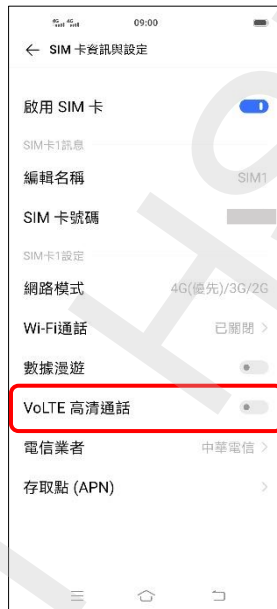 09:00
← SIM 卡資訊與設定
啟用 SIM 卡
SIM卡1訊息
編輯名稱 SIM1
SIM 卡號碼
SIM卡1設定
網路模式 4G(優先)/3G/2G
Wi-Fi通話 已關閉 >
數據漫遊
VoLTE 高清通話
電信業者 中華電信 >
存取點 (APN) >